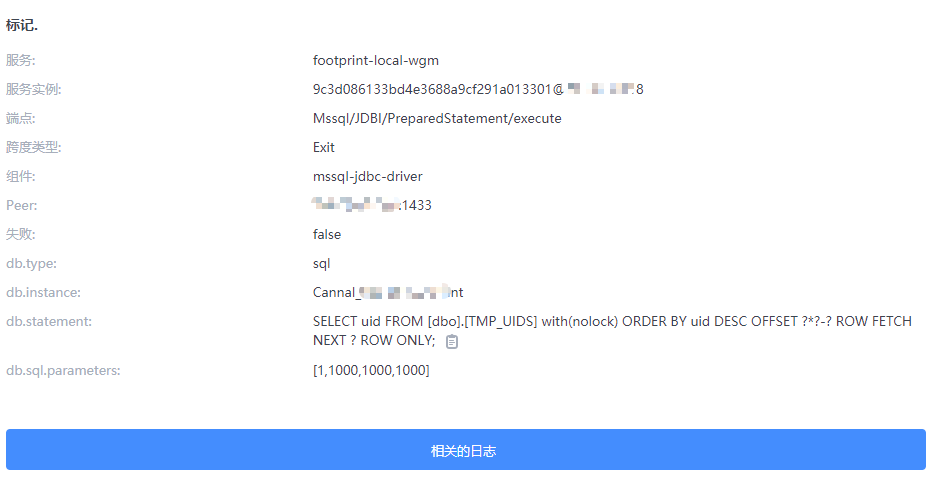 标记.
服务: footprint-local-wgm
服务实例: 9c3d086133bd4e3688a9cf291a013301@ 8
端点: Mssql/JDBI/PreparedStatement/execute
跨度类型: Exit
组件: mssql-jdbc-driver
Peer: :1433
失败: false
db.type: sql
db.instance: Cannal_ nt
db.statement: SELECT uid FROM [dbo].[TMP_UIDS] with(nolock) ORDER BY uid DESC OFFSET ?*?-? ROW FETCH
NEXT ? ROW ONLY;
db.sql.parameters: [1,1000,1000,1000]
相关的日志